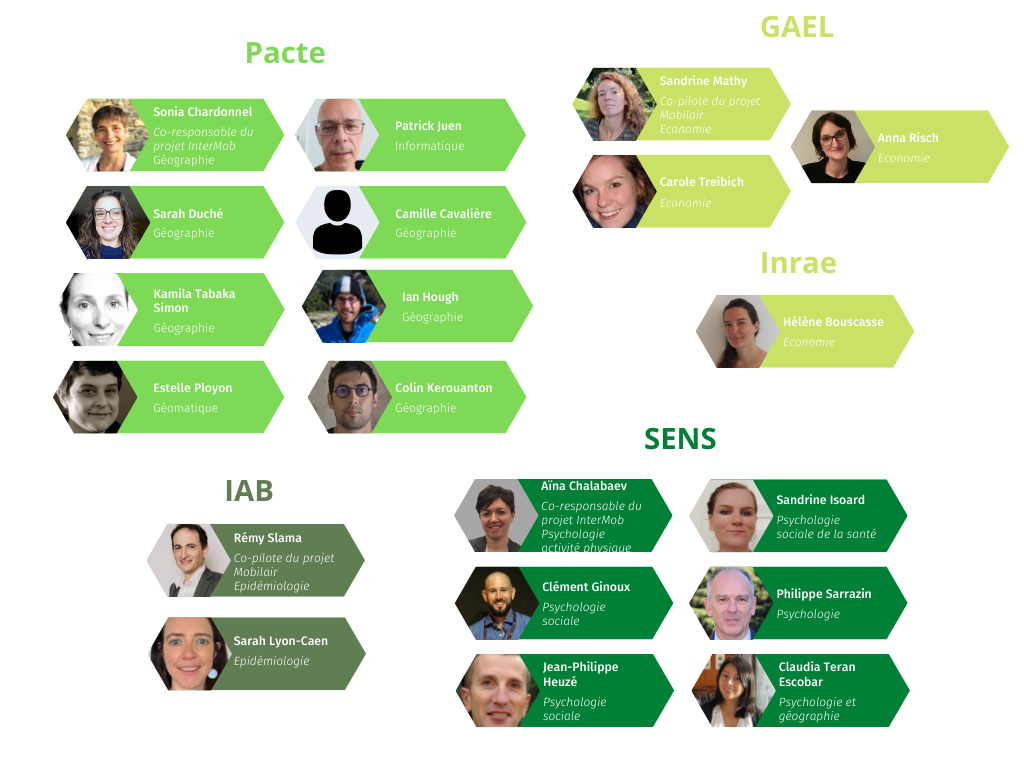 Pacte
Sonia Chardonnel
Co-responsable du
projet InterMob
Géographie
Patrick Juen
Informatique
Sarah Duché
Géographie
Camille Cavalière
Géographie
Kamila Tabaka
Simon
Géographie
Ian Hough
Géographie
Estelle Ployon
Géomatique
Colin Kerouanton
Géographie
GAEL
Sandrine Mathy
Co-pilote du projet
Mobilair
Economie
Anna Risch
Economie
Carole Treibich
Economie
Inrae
Hélène Bouscasse
Economie
IAB
Rémy Slama
Co-pilote du projet
Mobilair
Epidémiologie
Sarah Lyon-Caen
Epidémiologie
SENS
Aïna Chalabaev
Co-responsable du
projet InterMob
Psychologie
activité physique
Sandrine Isoard
Psychologie
sociale de la santé
Clément Ginoux
Psychologie
sociale
Philippe Sarrazin
Psychologie
Jean-Philippe
Heuzé
Psychologie
sociale
Claudia Teran
Escobar
Psychologie et
géographie